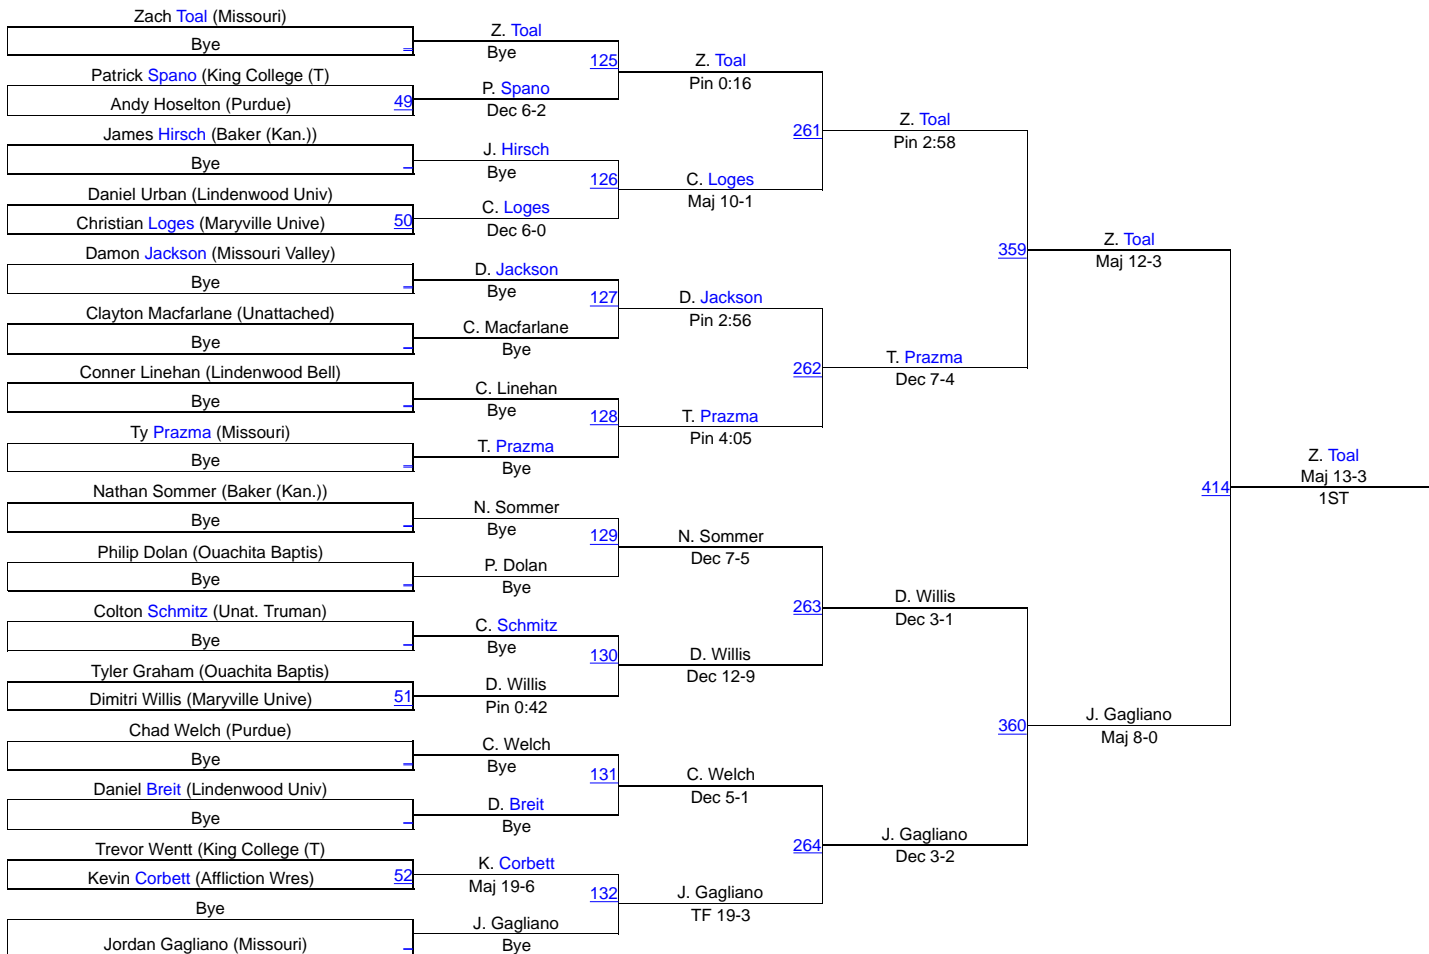 Zach Toal (Missouri)
Bye
Patrick Spano (King College (T)
Andy Hoselton (Purdue)
49
James Hirsch (Baker (Kan.))
Bye
Daniel Urban (Lindenwood Univ)
Christian Loges (Maryville Unive)
50
Damon Jackson (Missouri Valley)
Bye
Clayton Macfarlane (Unattached)
Bye
Conner Linehan (Lindenwood Bell)
Bye
Ty Prazma (Missouri)
Bye
Nathan Sommer (Baker (Kan.))
Bye
Philip Dolan (Ouachita Baptis)
Bye
Colton Schmitz (Unat. Truman)
Bye
Tyler Graham (Ouachita Baptis)
Dimitri Willis (Maryville Unive)
51
Chad Welch (Purdue)
Bye
Daniel Breit (Lindenwood Univ)
Bye
Trevor Wentt (King College (T)
Kevin Corbett (Affliction Wres)
52
Bye
Jordan Gagliano (Missouri)
Z. Toal
Bye
125
P. Spano
Dec 6-2
J. Hirsch
Bye
126
C. Loges
Dec 6-0
D. Jackson
Bye
127
C. Macfarlane
Bye
C. Linehan
Bye
128
T. Prazma
Bye
N. Sommer
Bye
129
P. Dolan
Bye
C. Schmitz
Bye
130
D. Willis
Pin 0:42
C. Welch
Bye
131
D. Breit
Bye
K. Corbett
Maj 19-6
132
J. Gagliano
Bye
Z. Toal
Pin 0:16
261
C. Loges
Maj 10-1
D. Jackson
Pin 2:56
262
T. Prazma
Pin 4:05
N. Sommer
Dec 7-5
263
D. Willis
Dec 12-9
C. Welch
Dec 5-1
264
J. Gagliano
TF 19-3
Z. Toal
Pin 2:58
359
T. Prazma
Dec 7-4
D. Willis
Dec 3-1
360
J. Gagliano
Dec 3-2
Z. Toal
Maj 12-3
414
J. Gagliano
Maj 8-0
Z. Toal
Maj 13-3
1ST